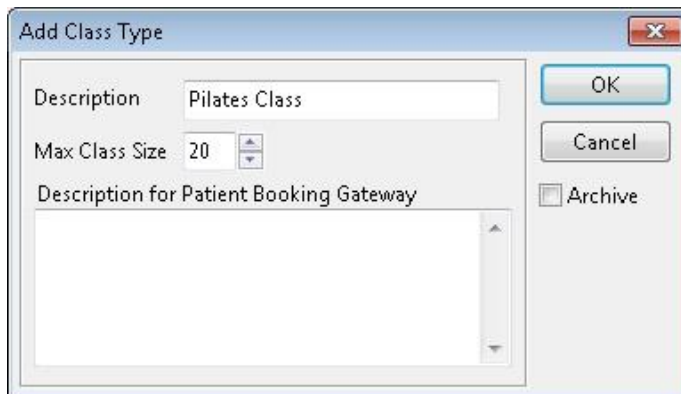 Add Class Type
Description Pilates Class
OK
Max Class Size 20
Cancel
Description for Patient Booking Gateway
Archive